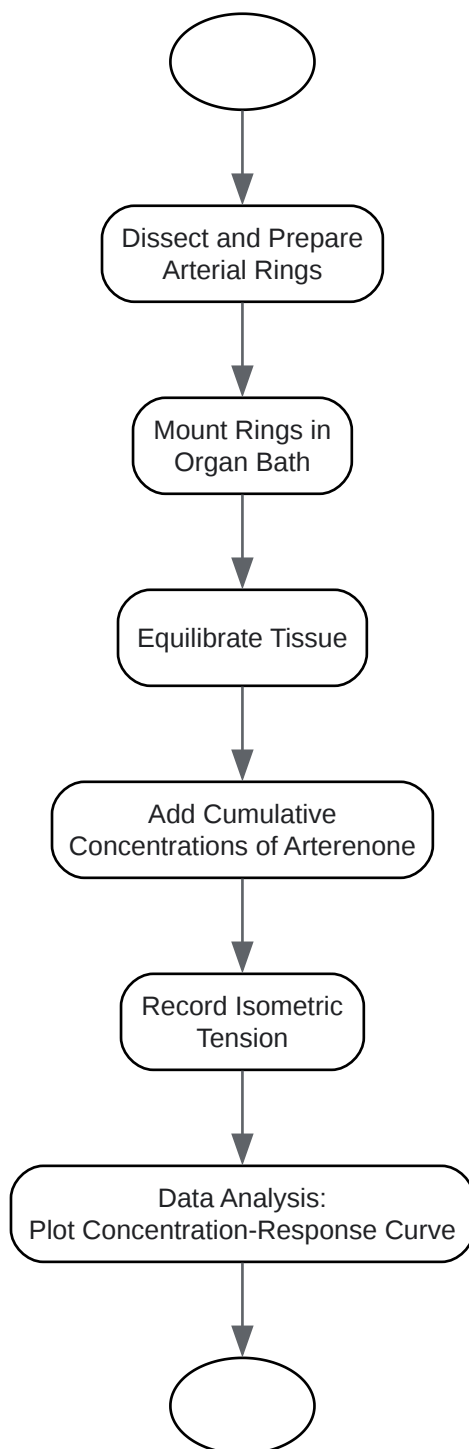 Dissect and Prepare
Arterial Rings
Mount Rings in
Organ Bath
Equilibrate Tissue
Add Cumulative
Concentrations of Arterenone
Record Isometric
Tension
Data Analysis:
Plot Concentration-Response Curve